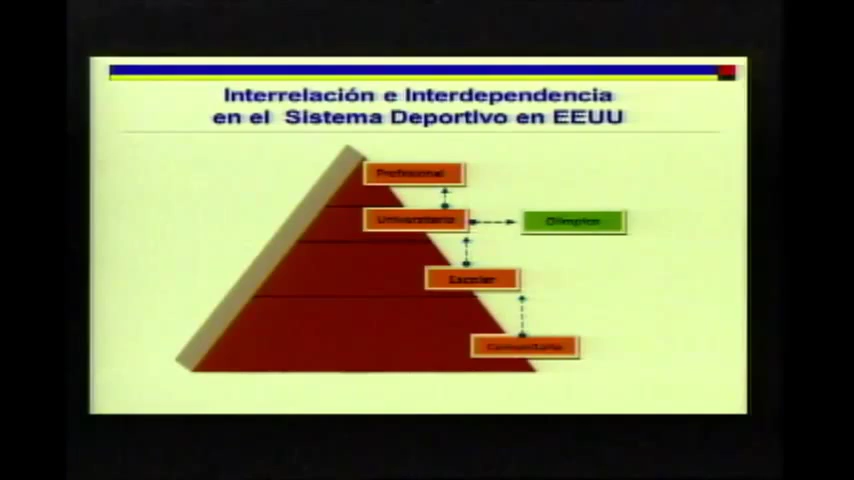 Interrelación e Interdependencia
en el Sistema Deportivo en EEUU
Profesional
Universitario
Olímpico
Escolar
Comunitario